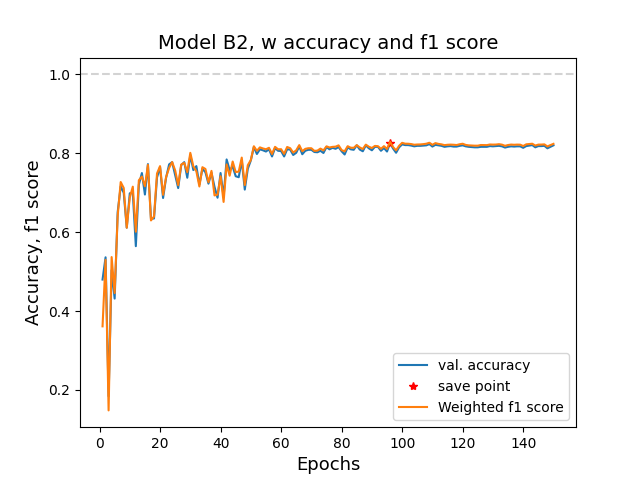 Model B2, w accuracy and f1 score
Accuracy, f1 score
1.0
0.8
0.6
0.4
0.2
val. accuracy
save point
Weighted f1 score
0 20 40 60 80 100 120 140
Epochs